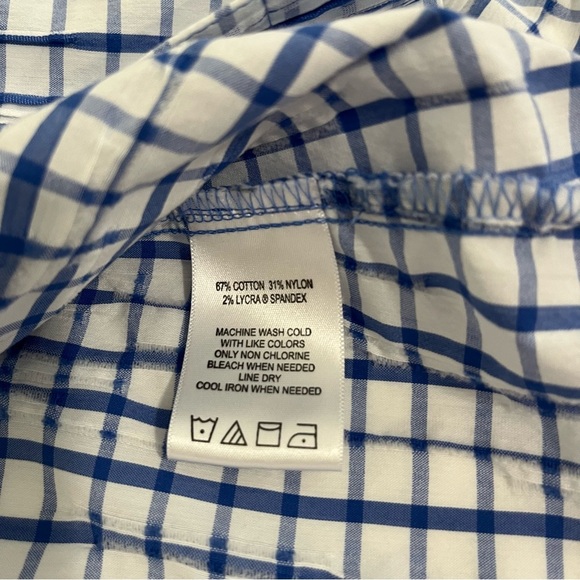 67% COTTON 31% NYLON
2% LYCRA ® SPANDEX
MACHINE WASH COLD
WITH LIKE COLORS
ONLY NON CHLORINE
BLEACH WHEN NEEDED
LINE DRY
COOL IRON WHEN NEEDED